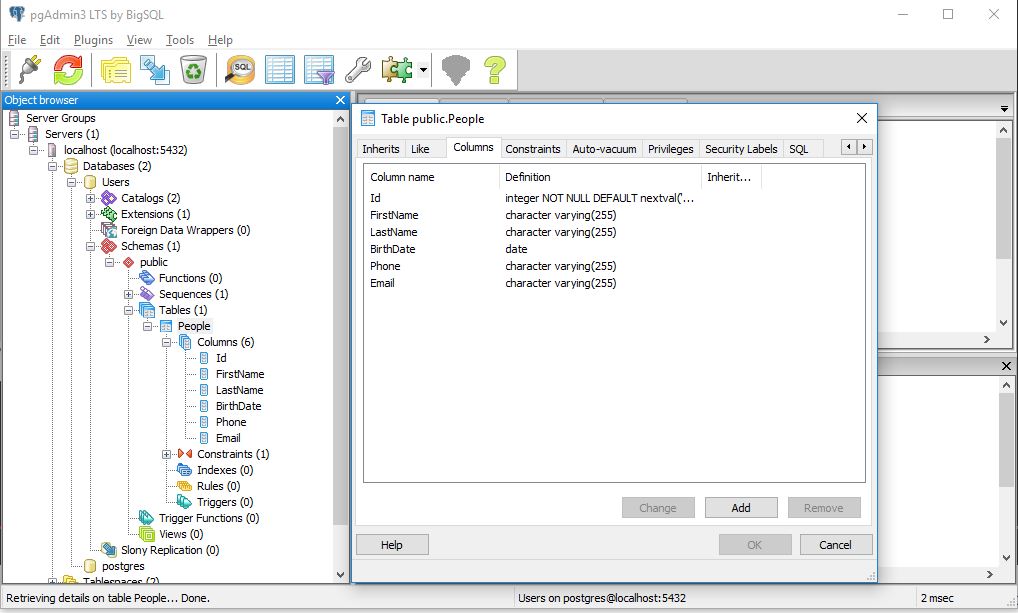 pgAdmin3 LTS by BigSQL
File Edit Plugins View Tools Help
SQL
Object browser
Server Groups
Servers (1)
localhost (localhost:5432)
Databases (2)
Users
Catalogs (2)
Extensions (1)
Foreign Data Wrappers (0)
Schemas (1)
public
Functions (0)
Sequences (1)
Tables (1)
People
Columns (6)
Id
FirstName
LastName
BirthDate
Phone
Email
Constraints (1)
Indexes (0)
Rules (0)
Triggers (0)
Trigger Functions (0)
Views (0)
Slony Replication (0)
postgres
Tablespaces (2)
Table public.People
Inherits Like Columns Constraints Auto-vacuum Privileges Security Labels SQL
Column name Definition Inherit...
Id integer NOT NULL DEFAULT nextval('...
FirstName character varying(255)
LastName character varying(255)
BirthDate date
Phone character varying(255)
Email character varying(255)
Change Add Remove
Help OK Cancel
Retrieving details on table People... Done. Users on postgres@localhost:5432 2 msec